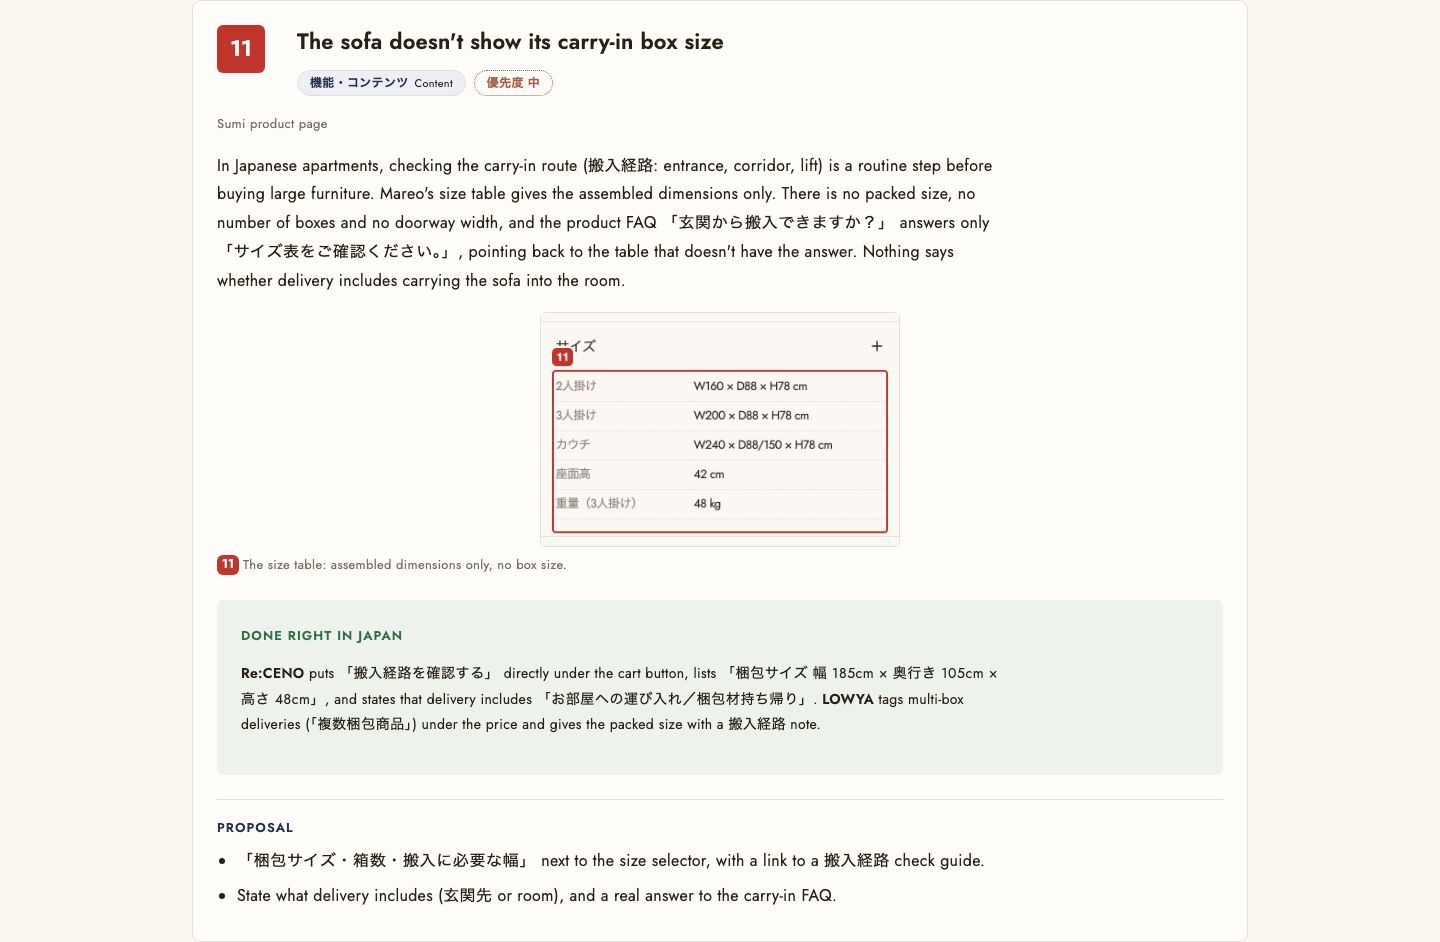 11
The sofa doesn't show its carry-in box size
機能・コンテンツ Content 優先度 中
Sumi product page
In Japanese apartments, checking the carry-in route (搬入経路: entrance, corridor, lift) is a routine step before
buying large furniture. Mareo's size table gives the assembled dimensions only. There is no packed size, no
number of boxes and no doorway width, and the product FAQ 「玄関から搬入できますか？」 answers only
「サイズ表をご確認ください。」, pointing back to the table that doesn't have the answer. Nothing says
whether delivery includes carrying the sofa into the room.
サイズ +
11
2人掛け W160 × D88 × H78 cm
3人掛け W200 × D88 × H78 cm
カウチ W240 × D88/150 × H78 cm
座面高 42 cm
重量（3人掛け） 48 kg
11 The size table: assembled dimensions only, no box size.
DONE RIGHT IN JAPAN
Re:CENO puts 「搬入経路を確認する」 directly under the cart button, lists 「梱包サイズ 幅 185cm × 奥行き 105cm ×
高さ 48cm」, and states that delivery includes 「お部屋への運び入れ／梱包材持ち帰り」. LOWYA tags multi-box
deliveries (「複数梱包商品」) under the price and gives the packed size with a 搬入経路 note.
PROPOSAL
• 「梱包サイズ・箱数・搬入に必要な幅」 next to the size selector, with a link to a 搬入経路 check guide.
• State what delivery includes (玄関先 or room), and a real answer to the carry-in FAQ.